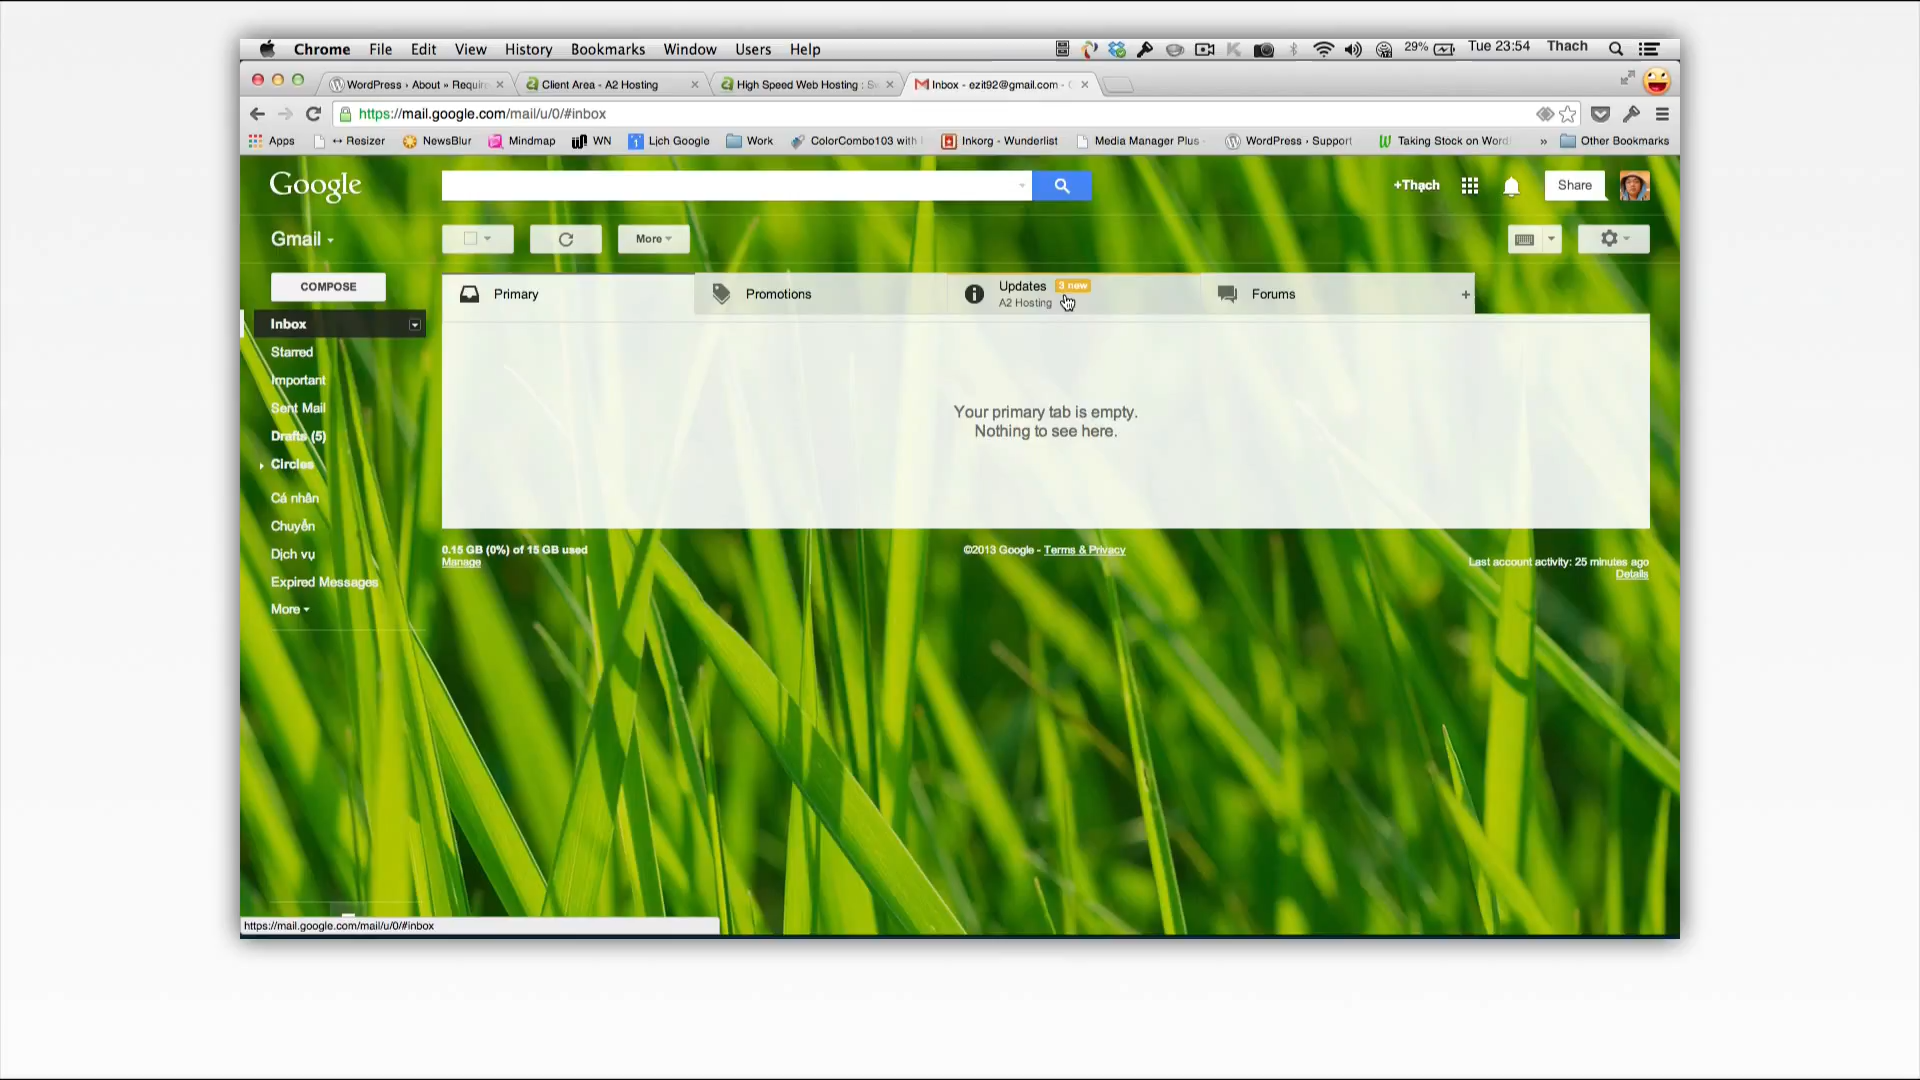 Chrome File Edit View History Bookmarks Window Users Help 29% Tue 23:54 Thach
WordPress › About » Requir
Client Area - A2 Hosting
High Speed Web Hosting : S
Inbox - ezit92@gmail.com -
https://mail.google.com/mail/u/0/#inbox
Apps ↔ Resizer NewsBlur Mindmap WN Lịch Google Work ColorCombo103 with Inkorg - Wunderlist Media Manager Plus WordPress › Support Taking Stock on Word » Other Bookmarks
Google +Thạch Share
Gmail More
COMPOSE
Primary Promotions Updates 3 new Forums +
A2 Hosting
Inbox
Starred
Important
Sent Mail
Drafts (5)
Circles
Cá nhân
Chuyển
Dịch vụ
Expired Messages
More
Your primary tab is empty.
Nothing to see here.
0.15 GB (0%) of 15 GB used
Manage
©2013 Google - Terms & Privacy
Last account activity: 25 minutes ago
Details
https://mail.google.com/mail/u/0/#inbox